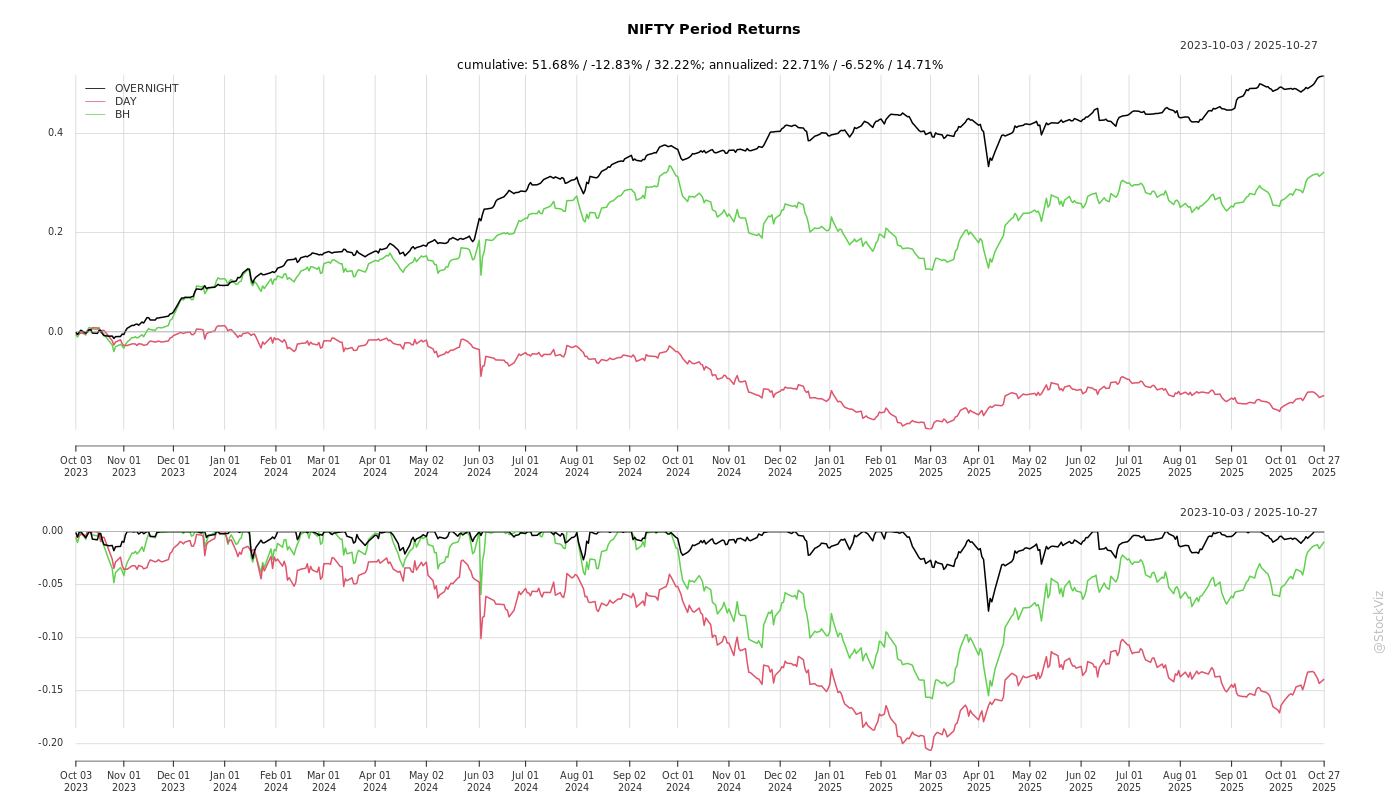 NIFTY Period Returns
2023-10-03 / 2025-10-27
cumulative: 51.68% / -12.83% / 32.22%; annualized: 22.71% / -6.52% / 14.71%
OVERNIGHT
DAY
BH
0.4
0.2
0.0
Oct 03 Nov 01 Dec 01 Jan 01 Feb 01 Mar 01 Apr 01 May 02 Jun 03 Jul 01 Aug 01 Sep 02 Oct 01 Nov 01 Dec 02 Jan 01 Feb 01 Mar 03 Apr 01 May 02 Jun 02 Jul 01 Aug 01 Sep 01 Oct 01 Oct 27
2023 2023 2023 2024 2024 2024 2024 2024 2024 2024 2024 2024 2024 2024 2024 2025 2025 2025 2025 2025 2025 2025 2025 2025 2025 2025
2023-10-03 / 2025-10-27
0.00
-0.05
-0.10
-0.15
-0.20
Oct 03 Nov 01 Dec 01 Jan 01 Feb 01 Mar 01 Apr 01 May 02 Jun 03 Jul 01 Aug 01 Sep 02 Oct 01 Nov 01 Dec 02 Jan 01 Feb 01 Mar 03 Apr 01 May 02 Jun 02 Jul 01 Aug 01 Sep 01 Oct 01 Oct 27
2023 2023 2023 2024 2024 2024 2024 2024 2024 2024 2024 2024 2024 2024 2024 2025 2025 2025 2025 2025 2025 2025 2025 2025 2025 2025
@StockViz